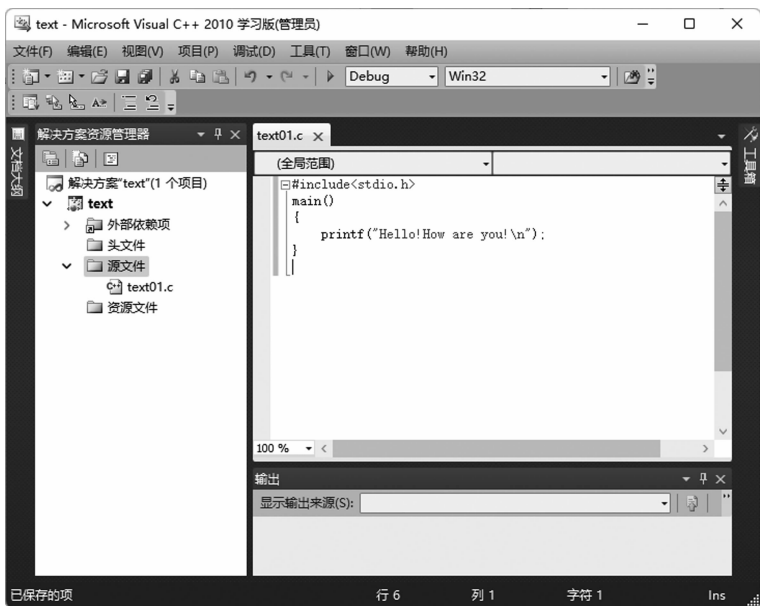 text - Microsoft Visual C++ 2010 学习版(管理员)
文件(F) 编辑(E) 视图(V) 项目(P) 调试(D) 工具(T) 窗口(W) 帮助(H)
Debug Win32
文档大纲
解决方案资源管理器
解决方案"text"(1 个项目)
text
外部依赖项
头文件
源文件
text01.c
资源文件
text01.c
(全局范围)
#include<stdio.h>
main()
{
printf("Hello!How are you!\n");
}
100 %
工具箱
输出
显示输出来源(S):
已保存的项 行 6 列 1 字符 1 Ins